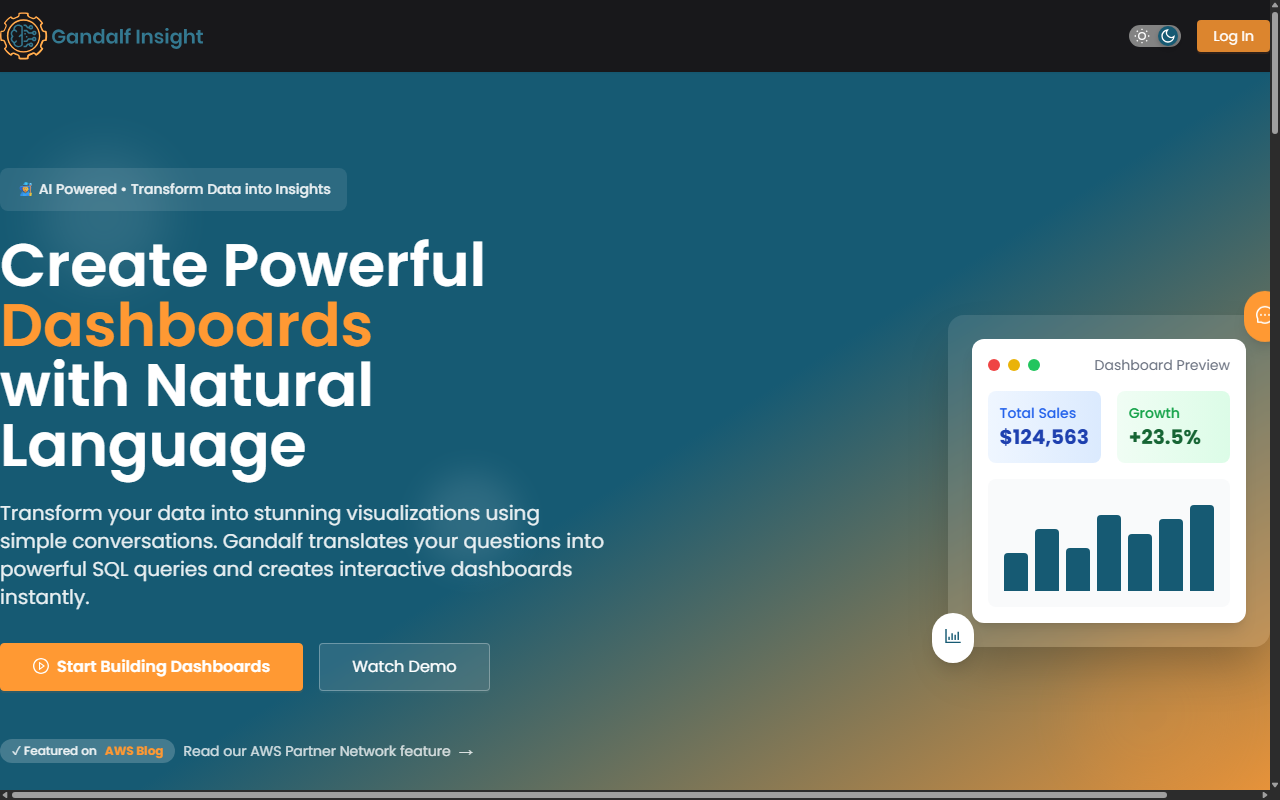 Gandalf Insight
Log In
AI Powered • Transform Data into Insights
Create Powerful
Dashboards
with Natural
Language
Transform your data into stunning visualizations using
simple conversations. Gandalf translates your questions into
powerful SQL queries and creates interactive dashboards
instantly.
Start Building Dashboards
Watch Demo
✓ Featured on AWS Blog
Read our AWS Partner Network feature →
Dashboard Preview
Total Sales
$124,563
Growth
+23.5%